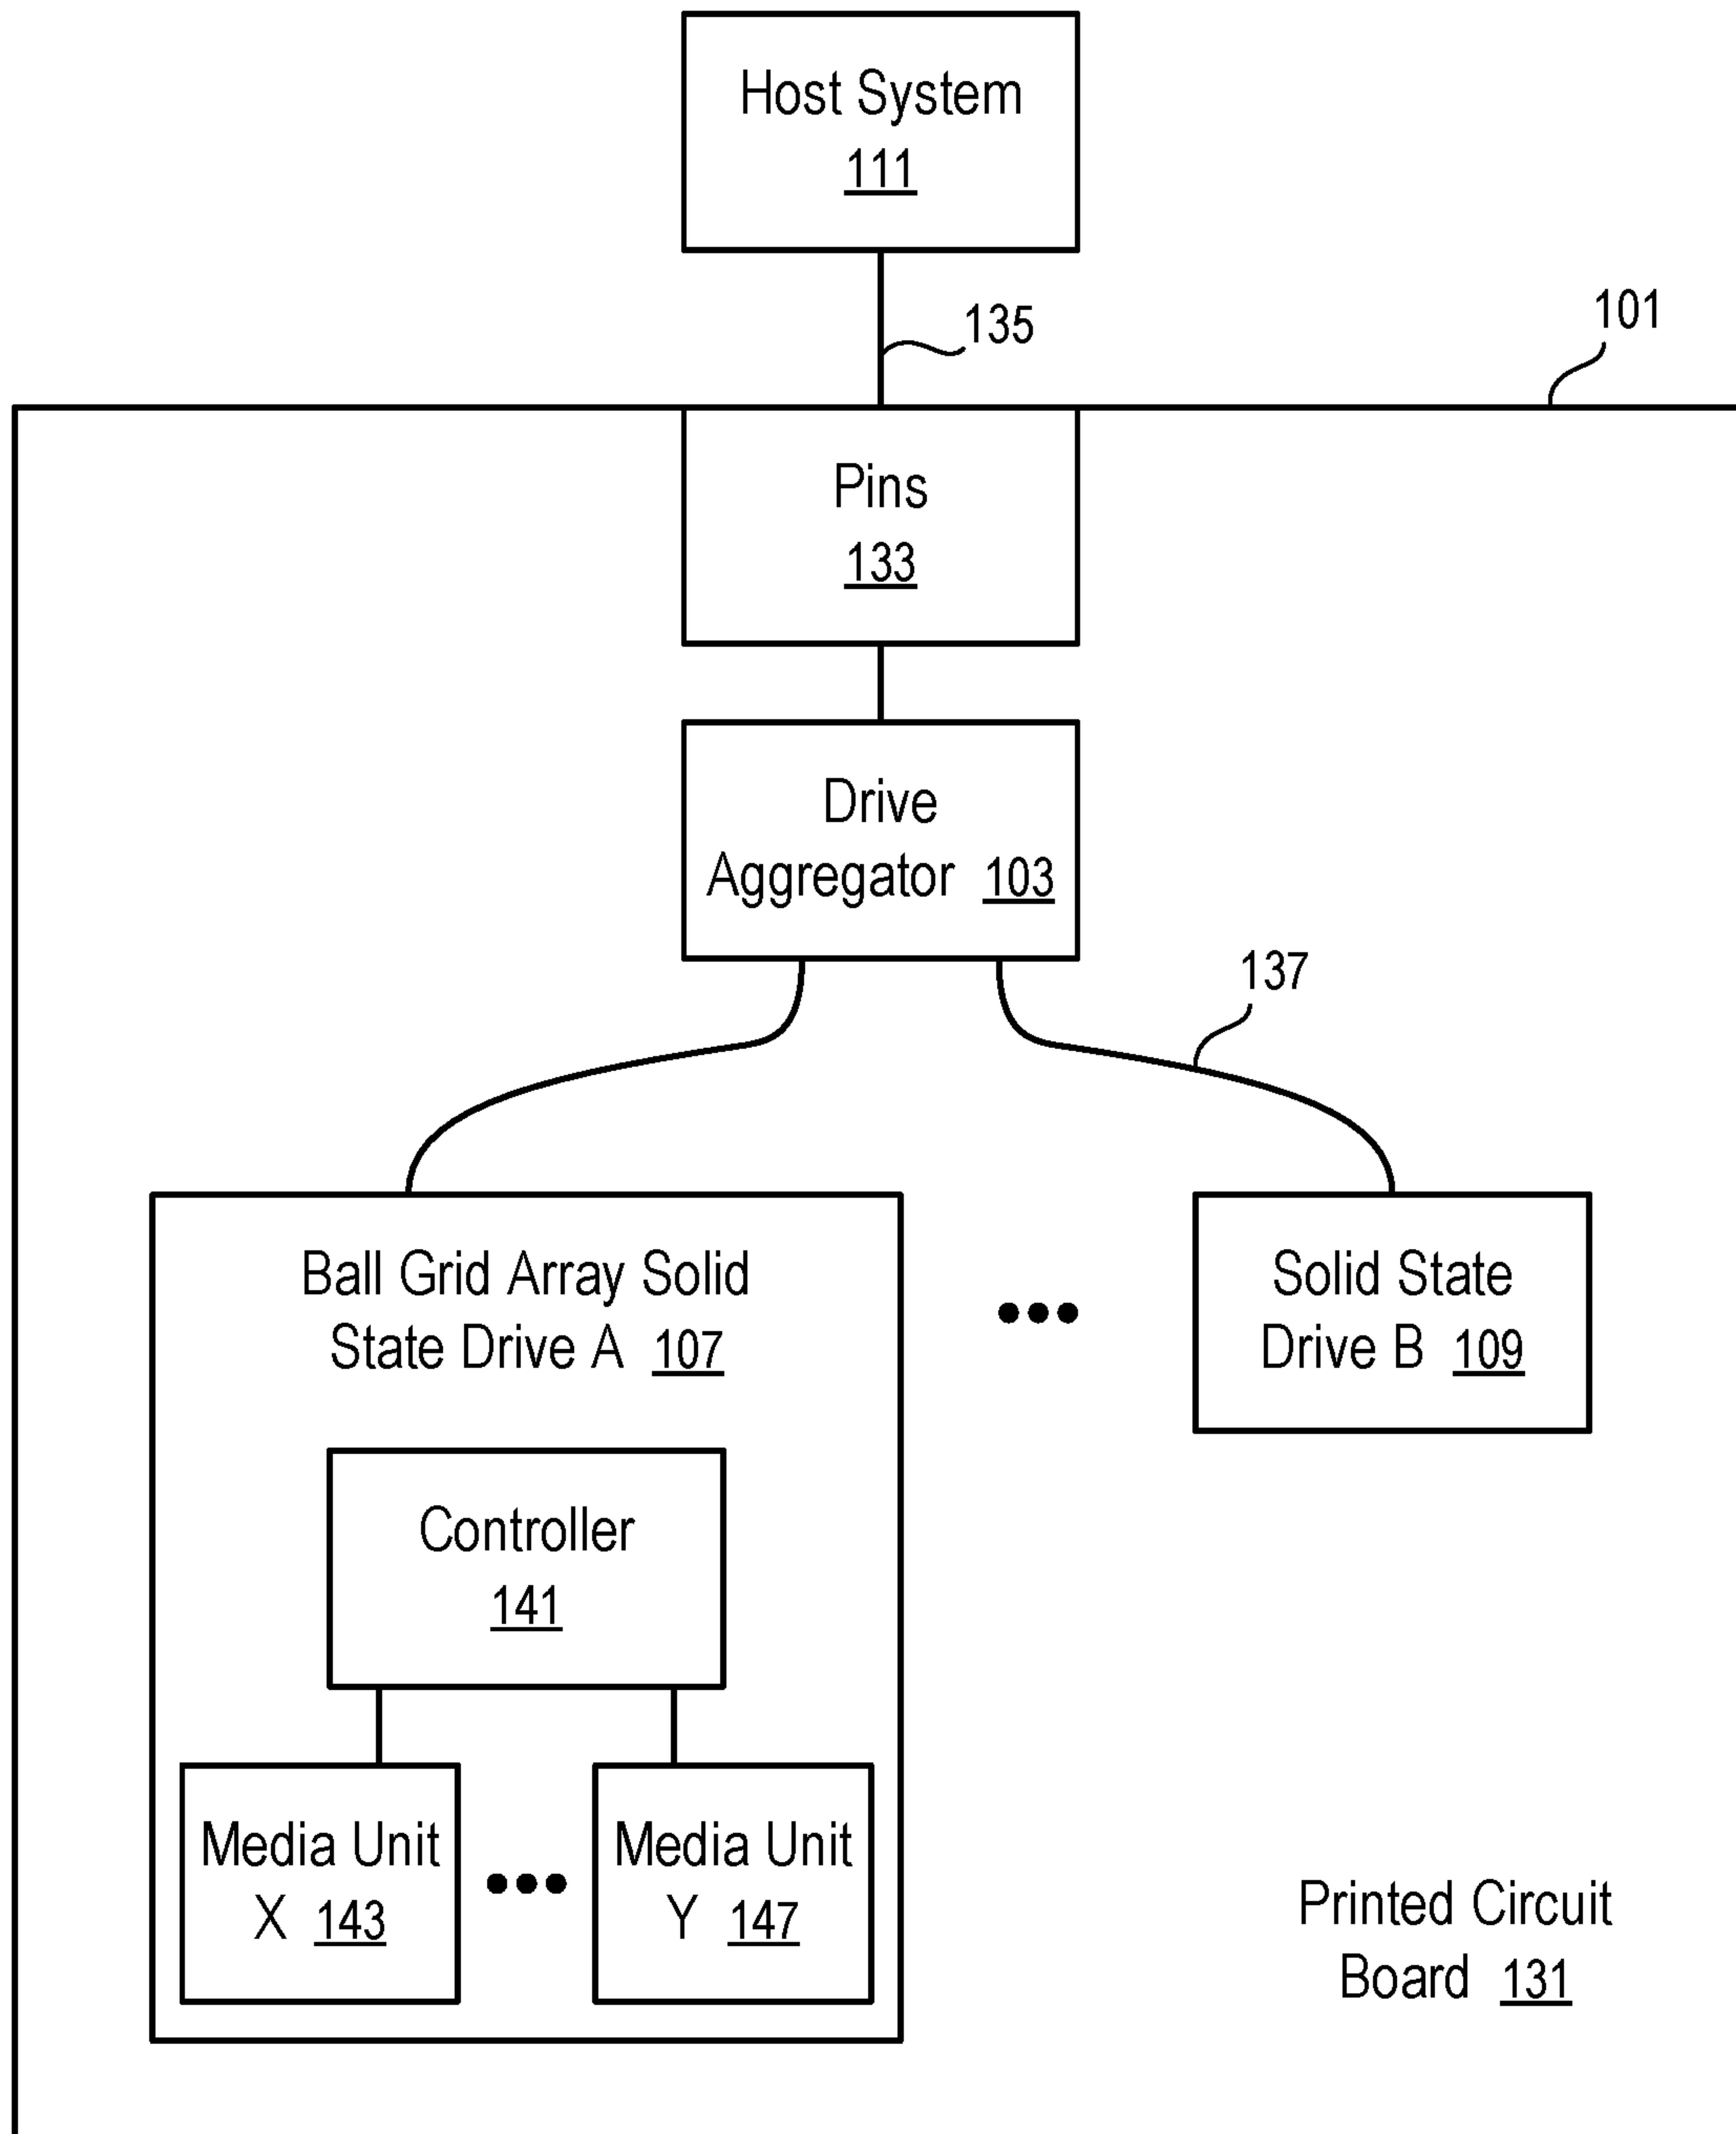 Host System
111
135
101
Pins
133
Drive
Aggregator 103
137
Ball Grid Array Solid
State Drive A 107
Solid State
Drive B 109
Controller
141
Media Unit
X 143
Media Unit
Y 147
Printed Circuit
Board 131